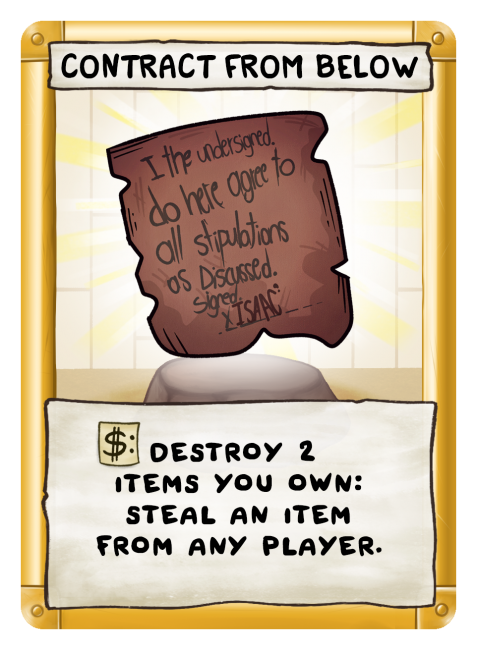 CONTRACT FROM BELOW
I the undersigned.
do here agree to
all stipulations
as Discussed.
signed
X ISAAC
$: DESTROY 2
ITEMS YOU OWN:
STEAL AN ITEM
FROM ANY PLAYER.